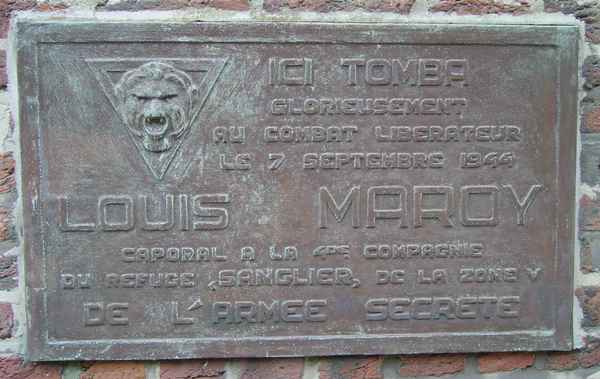 ICI TOMBA
GLORIEUSEMENT
AU COMBAT LIBERATEUR
LE 7 SEPTEMBRE 1944
LOUIS MAROY
CAPORAL A LA 4DE COMPAGNIE
DU REFUGE "SANGLIER" DE LA ZONE V
DE L'ARMEE SECRETE